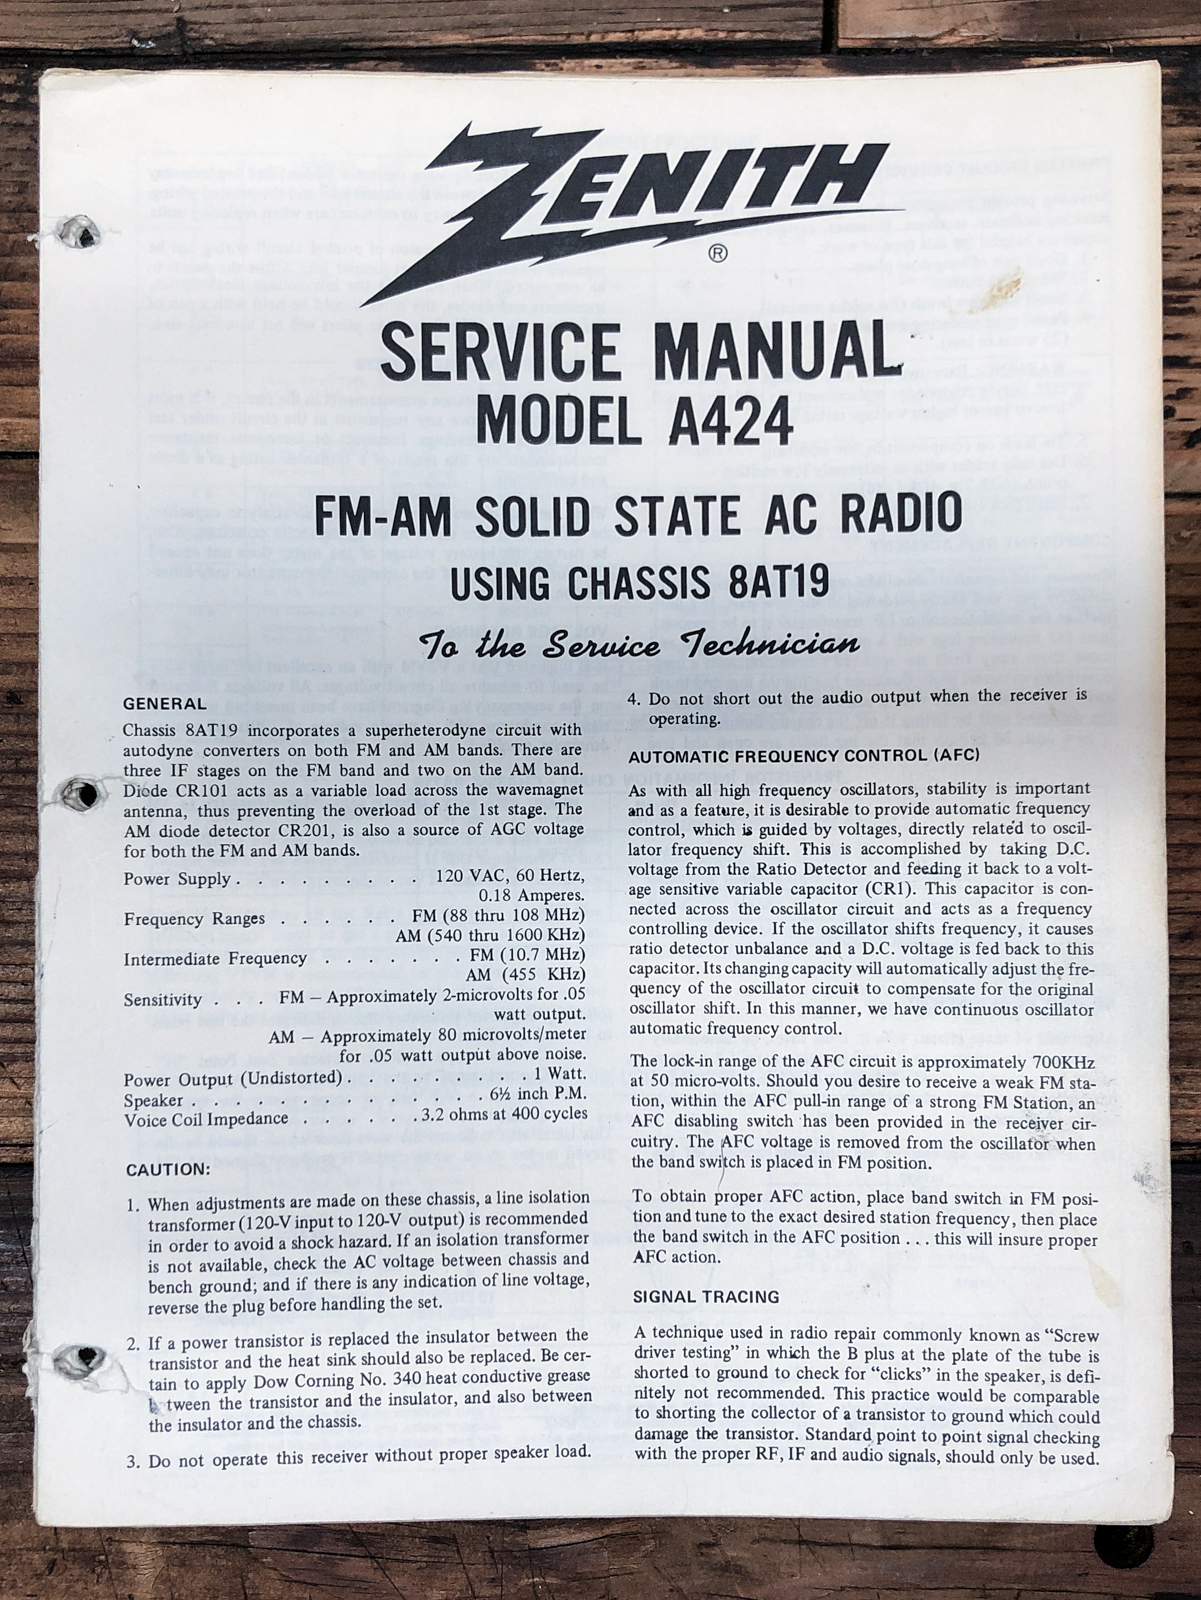 ZENITH
®
SERVICE MANUAL
MODEL A424
FM-AM SOLID STATE AC RADIO
USING CHASSIS 8AT19
To the Service Technician
GENERAL
Chassis 8AT19 incorporates a superheterodyne circuit with
autodyne converters on both FM and AM bands. There are
three IF stages on the FM band and two on the AM band.
Diode CR101 acts as a variable load across the wavemagnet
antenna, thus preventing the overload of the 1st stage. The
AM diode detector CR201, is also a source of AGC voltage
for both the FM and AM bands.
Power Supply . . . . . . . . . 120 VAC, 60 Hertz,
0.18 Amperes.
Frequency Ranges . . . . . . FM (88 thru 108 MHz)
AM (540 thru 1600 KHz)
Intermediate Frequency . . . . . . . FM (10.7 MHz)
AM (455 KHz)
Sensitivity . . . FM — Approximately 2-microvolts for .05
watt output.
AM — Approximately 80 microvolts/meter
for .05 watt output above noise.
Power Output (Undistorted) . . . . . . . . . . 1 Watt.
Speaker . . . . . . . . . . . . . . . . 6½ inch P.M.
Voice Coil Impedance . . . . . . 3.2 ohms at 400 cycles
CAUTION:
1. When adjustments are made on these chassis, a line isolation
transformer (120-V input to 120-V output) is recommended
in order to avoid a shock hazard. If an isolation transformer
is not available, check the AC voltage between chassis and
bench ground; and if there is any indication of line voltage,
reverse the plug before handling the set.
2. If a power transistor is replaced the insulator between the
transistor and the heat sink should also be replaced. Be cer-
tain to apply Dow Corning No. 340 heat conductive grease
between the transistor and the insulator, and also between
the insulator and the chassis.
3. Do not operate this receiver without proper speaker load.
4. Do not short out the audio output when the receiver is
operating.
AUTOMATIC FREQUENCY CONTROL (AFC)
As with all high frequency oscillators, stability is important
and as a feature, it is desirable to provide automatic frequency
control, which is guided by voltages, directly related to oscil-
lator frequency shift. This is accomplished by taking D.C.
voltage from the Ratio Detector and feeding it back to a volt-
age sensitive variable capacitor (CR1). This capacitor is con-
nected across the oscillator circuit and acts as a frequency
controlling device. If the oscillator shifts frequency, it causes
ratio detector unbalance and a D.C. voltage is fed back to this
capacitor. Its changing capacity will automatically adjust the fre-
quency of the oscillator circuit to compensate for the original
oscillator shift. In this manner, we have continuous oscillator
automatic frequency control.
The lock-in range of the AFC circuit is approximately 700KHz
at 50 micro-volts. Should you desire to receive a weak FM sta-
tion, within the AFC pull-in range of a strong FM Station, an
AFC disabling switch has been provided in the receiver cir-
cuitry. The AFC voltage is removed from the oscillator when
the band switch is placed in FM position.
To obtain proper AFC action, place band switch in FM posi-
tion and tune to the exact desired station frequency, then place
the band switch in the AFC position . . . this will insure proper
AFC action.
SIGNAL TRACING
A technique used in radio repair commonly known as “Screw
driver testing” in which the B plus at the plate of the tube is
shorted to ground to check for “clicks” in the speaker, is defi-
nitely not recommended. This practice would be comparable
to shorting the collector of a transistor to ground which could
damage the transistor. Standard point to point signal checking
with the proper RF, IF and audio signals, should only be used.